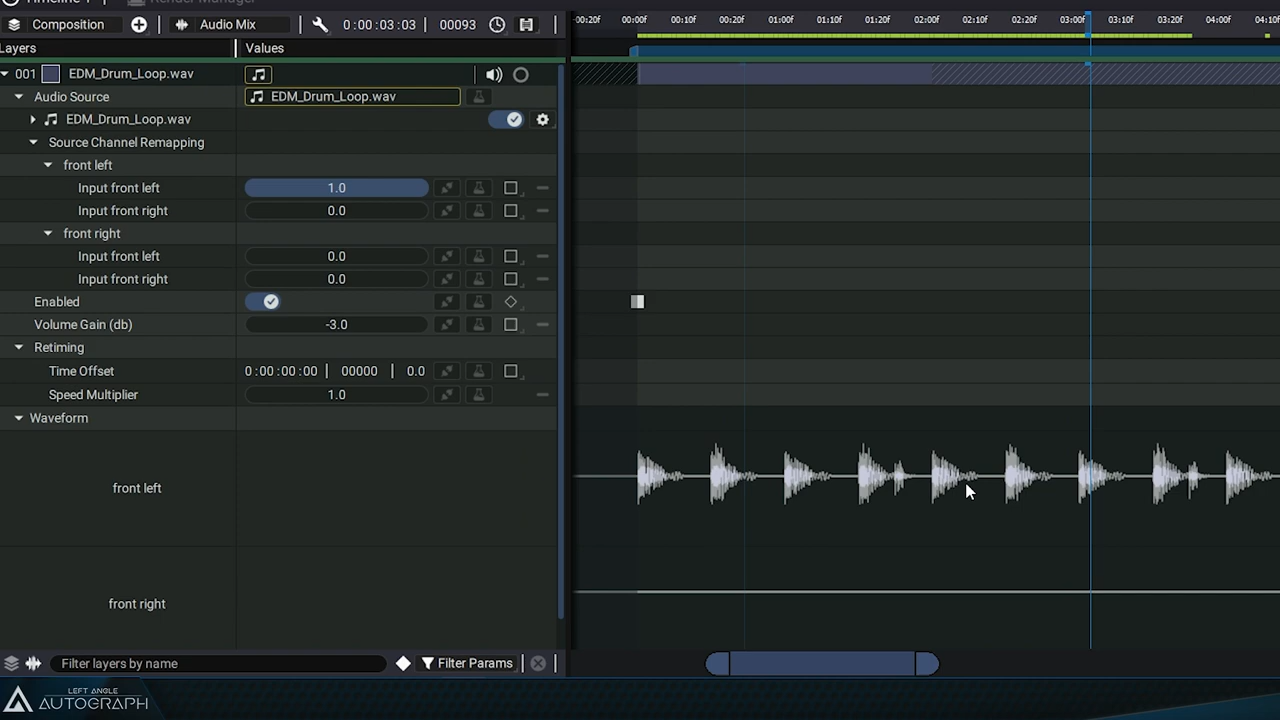 Timeline 1
Render Manager
Composition Audio Mix 0:00:03:03 00093
-00:20f 00:00f 00:10f 00:20f 01:00f 01:10f 01:20f 02:00f 02:10f 02:20f 03:00f 03:10f 03:20f 04:00f 04:10f
Layers Values
001 EDM_Drum_Loop.wav
Audio Source EDM_Drum_Loop.wav
EDM_Drum_Loop.wav
Source Channel Remapping
front left
Input front left 1.0
Input front right 0.0
front right
Input front left 0.0
Input front right 0.0
Enabled
Volume Gain (db) -3.0
Retiming
Time Offset 0:00:00:00 00000 0.0
Speed Multiplier 1.0
Waveform
front left
front right
Filter layers by name Filter Params
LEFT ANGLE
AUTOGRAPH